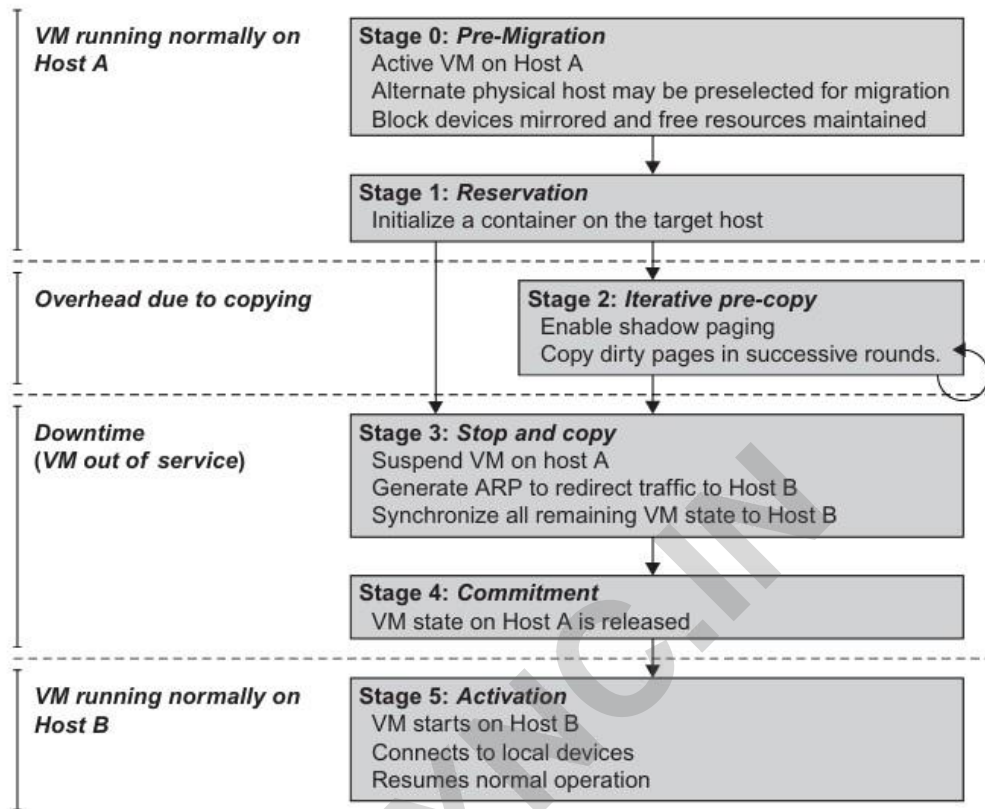 VM running normally on
Host A
Stage 0: Pre-Migration
Active VM on Host A
Alternate physical host may be preselected for migration
Block devices mirrored and free resources maintained
Stage 1: Reservation
Initialize a container on the target host
Overhead due to copying
Stage 2: Iterative pre-copy
Enable shadow paging
Copy dirty pages in successive rounds.
Downtime
(VM out of service)
Stage 3: Stop and copy
Suspend VM on host A
Generate ARP to redirect traffic to Host B
Synchronize all remaining VM state to Host B
Stage 4: Commitment
VM state on Host A is released
VM running normally on
Host B
Stage 5: Activation
VM starts on Host B
Connects to local devices
Resumes normal operation
YNC.IN